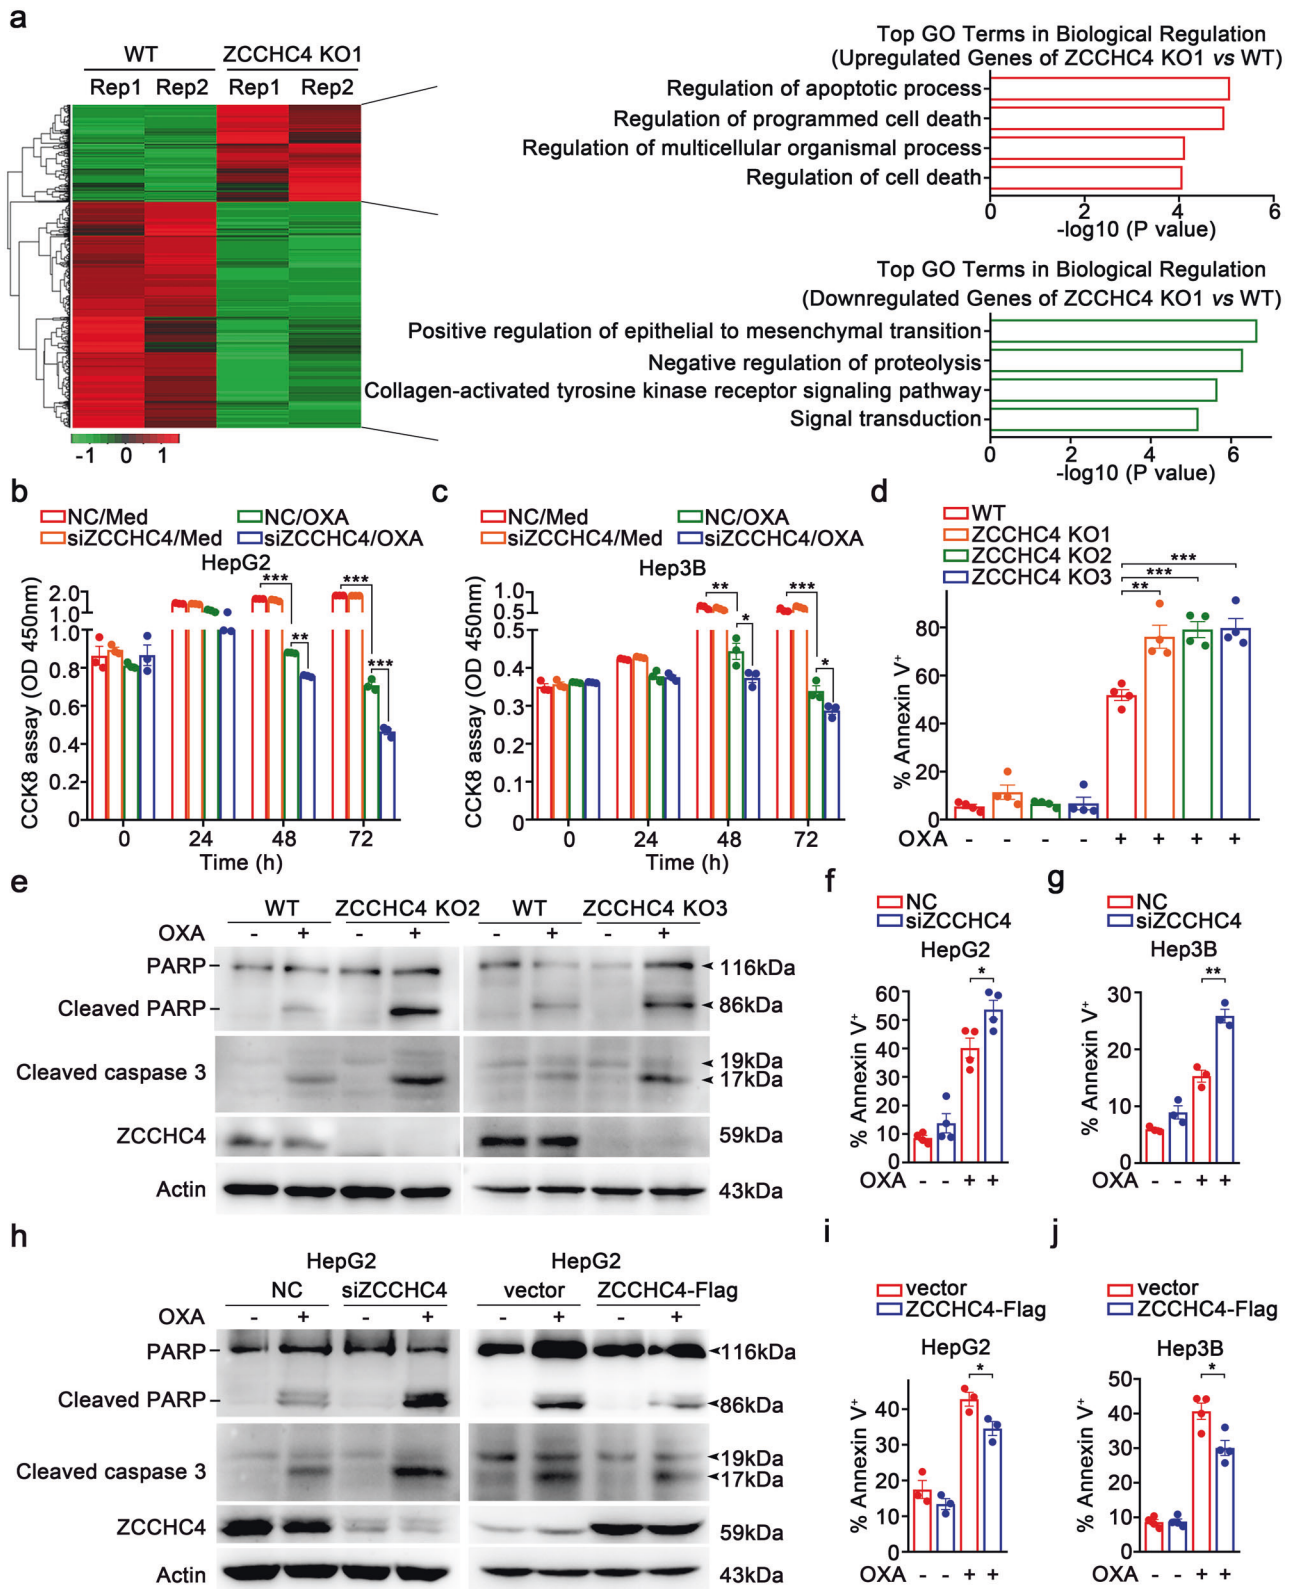 a
WT ZCCHC4 KO1
Rep1 Rep2 Rep1 Rep2
-1 0 1
Top GO Terms in Biological Regulation
(Upregulated Genes of ZCCHC4 KO1 vs WT)
Regulation of apoptotic process
Regulation of programmed cell death
Regulation of multicellular organismal process
Regulation of cell death
0 2 4 6
-log10 (P value)
Top GO Terms in Biological Regulation
(Downregulated Genes of ZCCHC4 KO1 vs WT)
Positive regulation of epithelial to mesenchymal transition
Negative regulation of proteolysis
Collagen-activated tyrosine kinase receptor signaling pathway
Signal transduction
0 2 4 6
-log10 (P value)
b
NC/Med NC/OXA
siZCCHC4/Med siZCCHC4/OXA
HepG2
CCK8 assay (OD 450nm)
2.0
1.0
1.0
0.8
0.6
0.4
0.2
0
*** ***
** ***
0 24 48 72
Time (h)
c
NC/Med NC/OXA
siZCCHC4/Med siZCCHC4/OXA
Hep3B
CCK8 assay (OD 450nm)
1.0
0.5
0.5
0.4
0.3
0.2
0.1
0
** ***
* *
0 24 48 72
Time (h)
d
WT
ZCCHC4 KO1
ZCCHC4 KO2
ZCCHC4 KO3
% Annexin V+
80
60
40
20
0
***
***
**
OXA - - - - + + + +
e
WT ZCCHC4 KO2 WT ZCCHC4 KO3
OXA - + - + - + - +
PARP 116kDa
Cleaved PARP 86kDa
Cleaved caspase 3 19kDa
17kDa
ZCCHC4 59kDa
Actin 43kDa
f
NC
siZCCHC4
HepG2
% Annexin V+
60
50
40
30
20
10
0
*
OXA - - + +
g
NC
siZCCHC4
Hep3B
% Annexin V+
30
20
10
0
**
OXA - - + +
h
HepG2 HepG2
NC siZCCHC4 vector ZCCHC4-Flag
OXA - + - + - + - +
PARP 116kDa
Cleaved PARP 86kDa
Cleaved caspase 3 19kDa
17kDa
ZCCHC4 59kDa
Actin 43kDa
i
vector
ZCCHC4-Flag
HepG2
% Annexin V+
40
30
20
10
0
*
OXA - - + +
j
vector
ZCCHC4-Flag
Hep3B
% Annexin V+
50
40
30
20
10
0
*
OXA - - + +